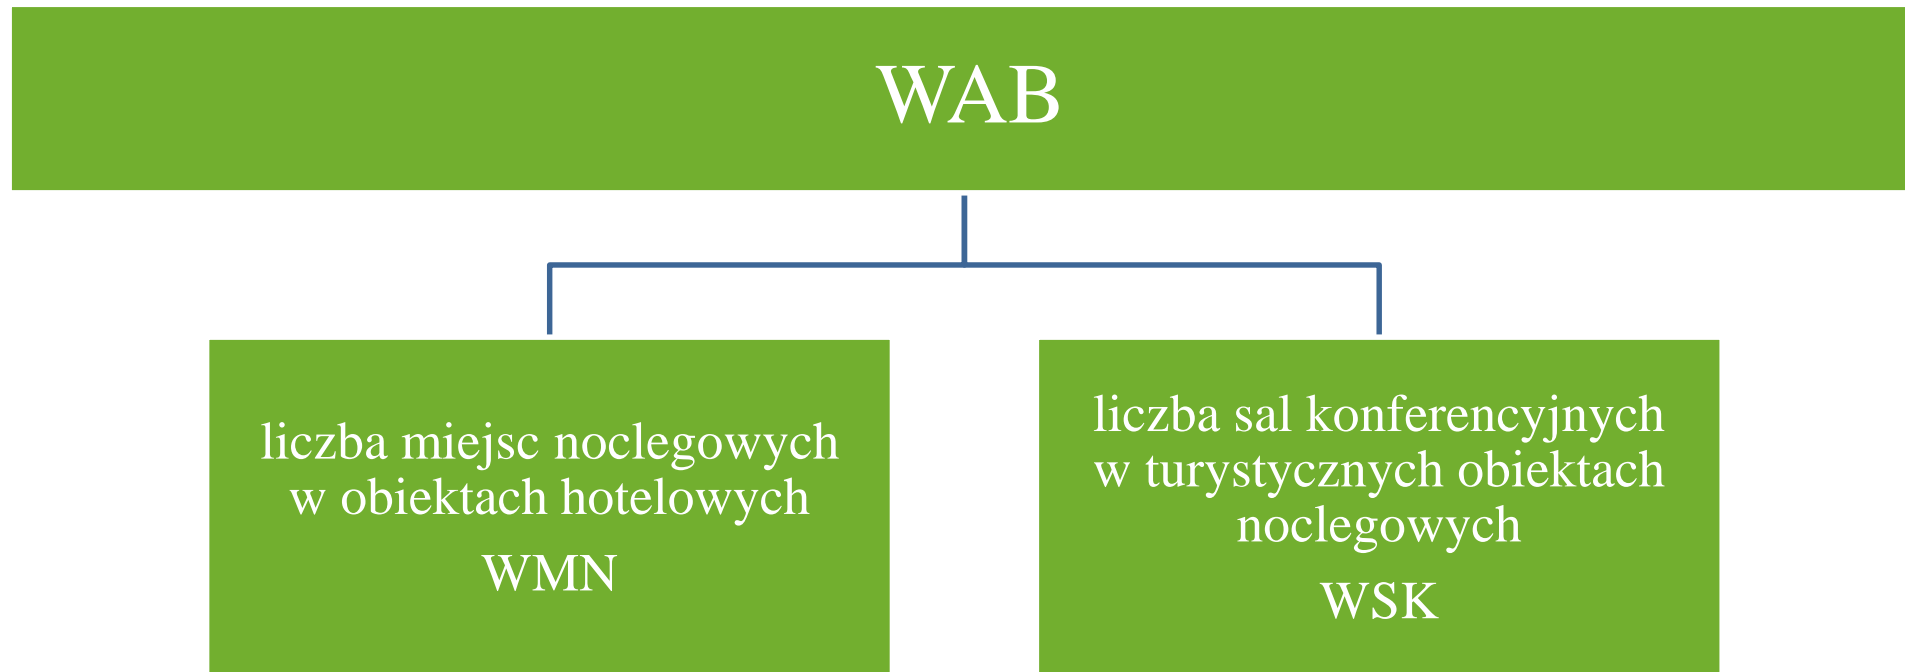 WAB
liczba miejsc noclegowych
w obiektach hotelowych
WMN
liczba sal konferencyjnych
w turystycznych obiektach
noclegowych
WSK